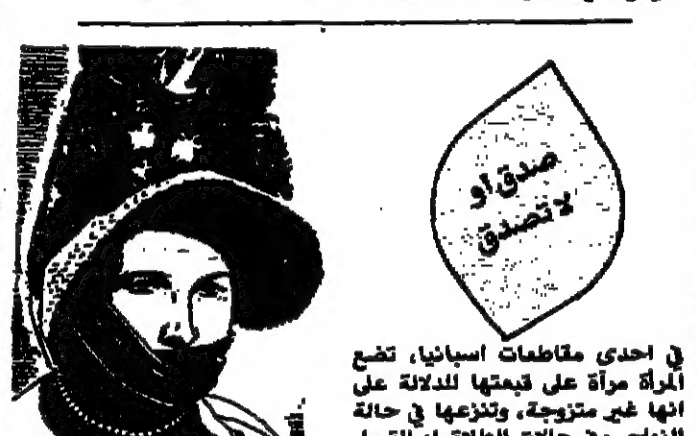 صدق أو
لا تصدق
في احدى مقاطعات اسبانيا، تضع
المرأة مرآة على قبعتها للدلالة على
انها غير متزوجة، وتنزعها في حالة